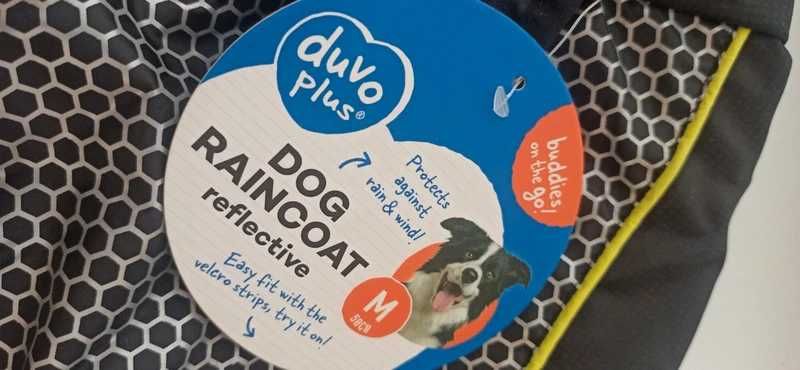 duvo
plus®
DOG
RAINCOAT
reflective
Protects
against
rain & wind!
buddies
on the go!
Easy fit with the
velcro strips, try it on!
M
50CM